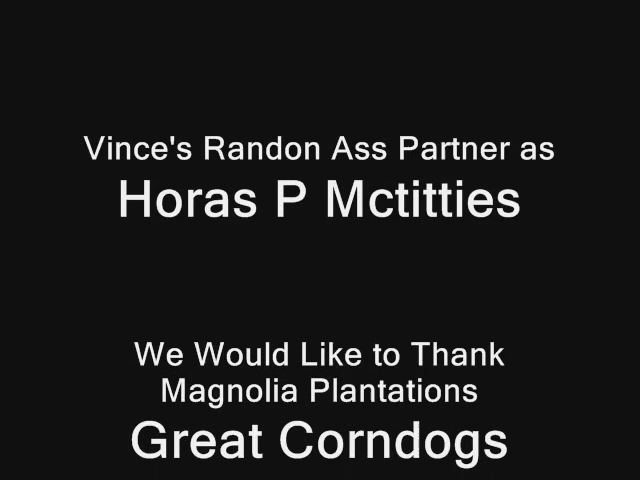 Vince's Randon Ass Partner as
Horas P Mctitties
We Would Like to Thank
Magnolia Plantations
Great Corndogs